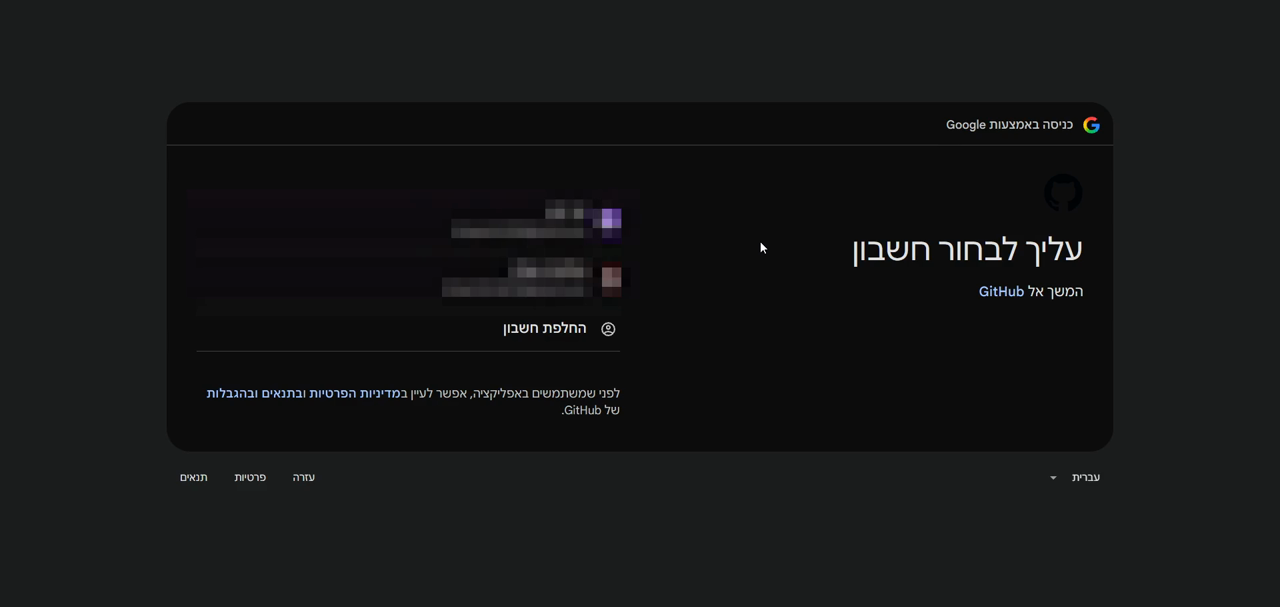 כניסה באמצעות Google
עליך לבחור חשבון
המשך אל GitHub
החלפת חשבון
לפני שמשתמשים באפליקציה, אפשר לעיין במדיניות הפרטיות ובתנאים ובהגבלות
של GitHub.
עברית
עזרה
פרטיות
תנאים